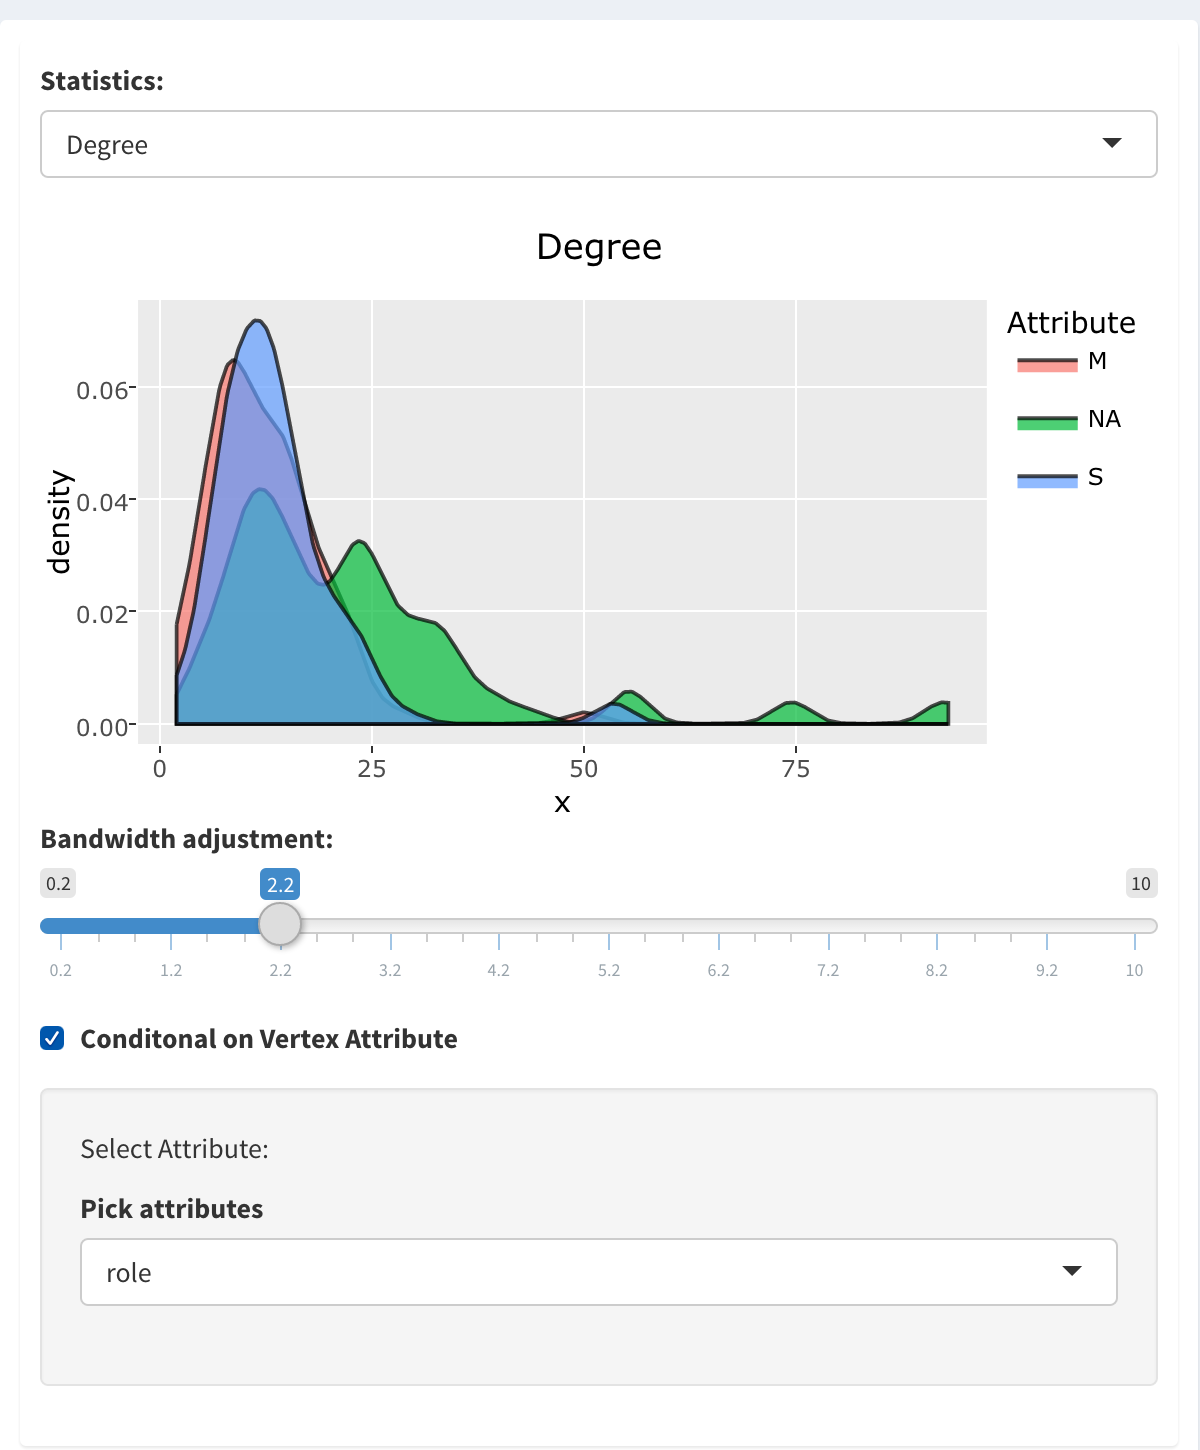 Statistics:
Degree
Degree
Attribute
M
NA
S
density
0.06
0.04
0.02
0.00
0 25 50 75
x
Bandwidth adjustment:
0.2 2.2 10
0.2 1.2 2.2 3.2 4.2 5.2 6.2 7.2 8.2 9.2 10
Conditonal on Vertex Attribute
Select Attribute:
Pick attributes
role